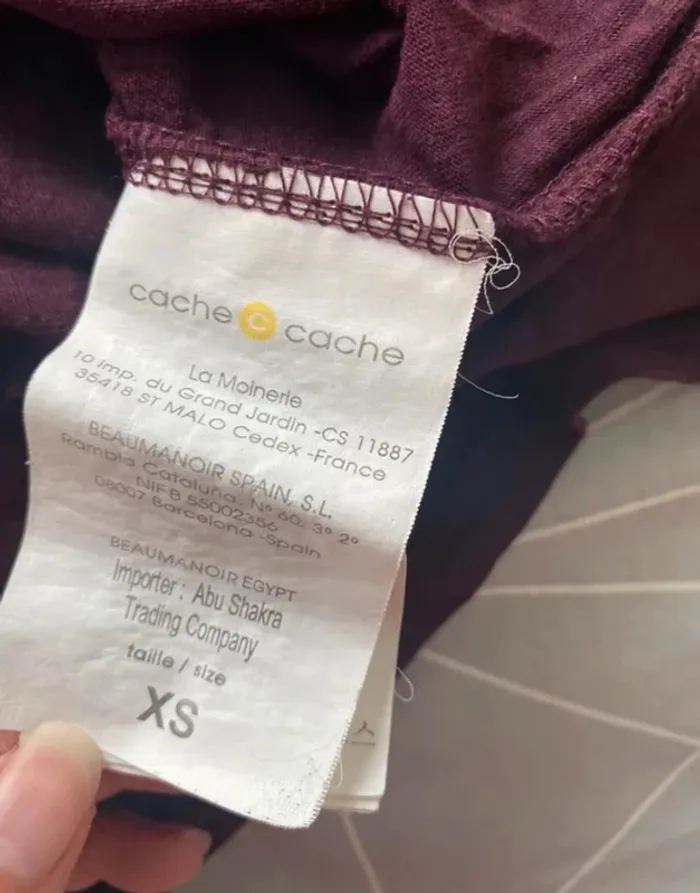 cache c cache
La Moinerie
10 imp. du Grand Jardin -CS 11887
35418 ST MALO Cedex -France
BEAUMANOIR SPAIN, S.L.
Rambla Cataluña, Nº 60, 3º 2º
NIF B 55002356
08007 Barcelona -Spain
BEAUMANOIR EGYPT
Importer : Abu Shakra
Trading Company
taille / size
XS